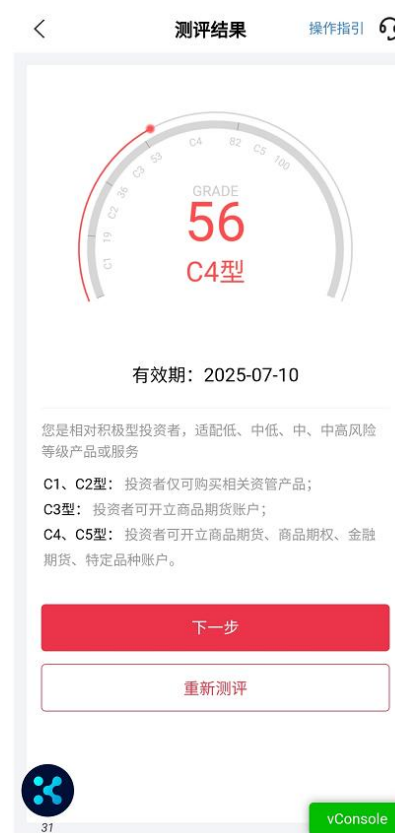 测评结果
操作指引
C1 19 C2 36 C3 53 C4 82 C5 100
GRADE
56
C4型
有效期：2025-07-10
您是相对积极型投资者，适配低、中低、中、中高风险
等级产品或服务
C1、C2型：投资者仅可购买相关资管产品；
C3型：投资者可开立商品期货账户；
C4、C5型：投资者可开立商品期货、商品期权、金融
期货、特定品种账户。
下一步
重新测评
31
vConsole